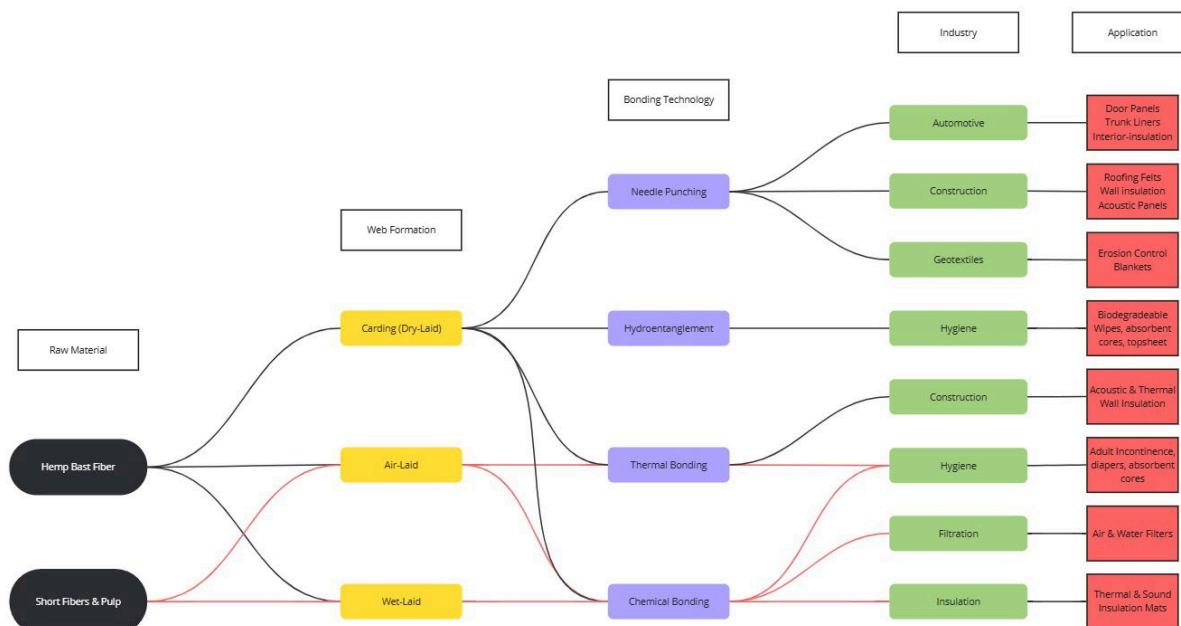 Industry
Application
Bonding Technology
Door Panels
Trunk Liners
Interior-insulation
Automotive
Needle Punching
Construction
Roofing Felts
Wall insulation
Acoustic Panels
Web Formation
Geotextiles
Erosion Control
Blankets
Carding (Dry-Laid)
Hydroentanglement
Hygiene
Biodegradeable
Wipes, absorbent
cores, topsheet
Raw Material
Construction
Acoustic & Thermal
Wall Insulation
Hemp Bast Fiber
Air-Laid
Thermal Bonding
Hygiene
Adult Incontinence,
diapers, absorbent
cores
Filtration
Air & Water Filters
Short Fibers & Pulp
Wet-Laid
Chemical Bonding
Insulation
Thermal & Sound
Insulation Mats